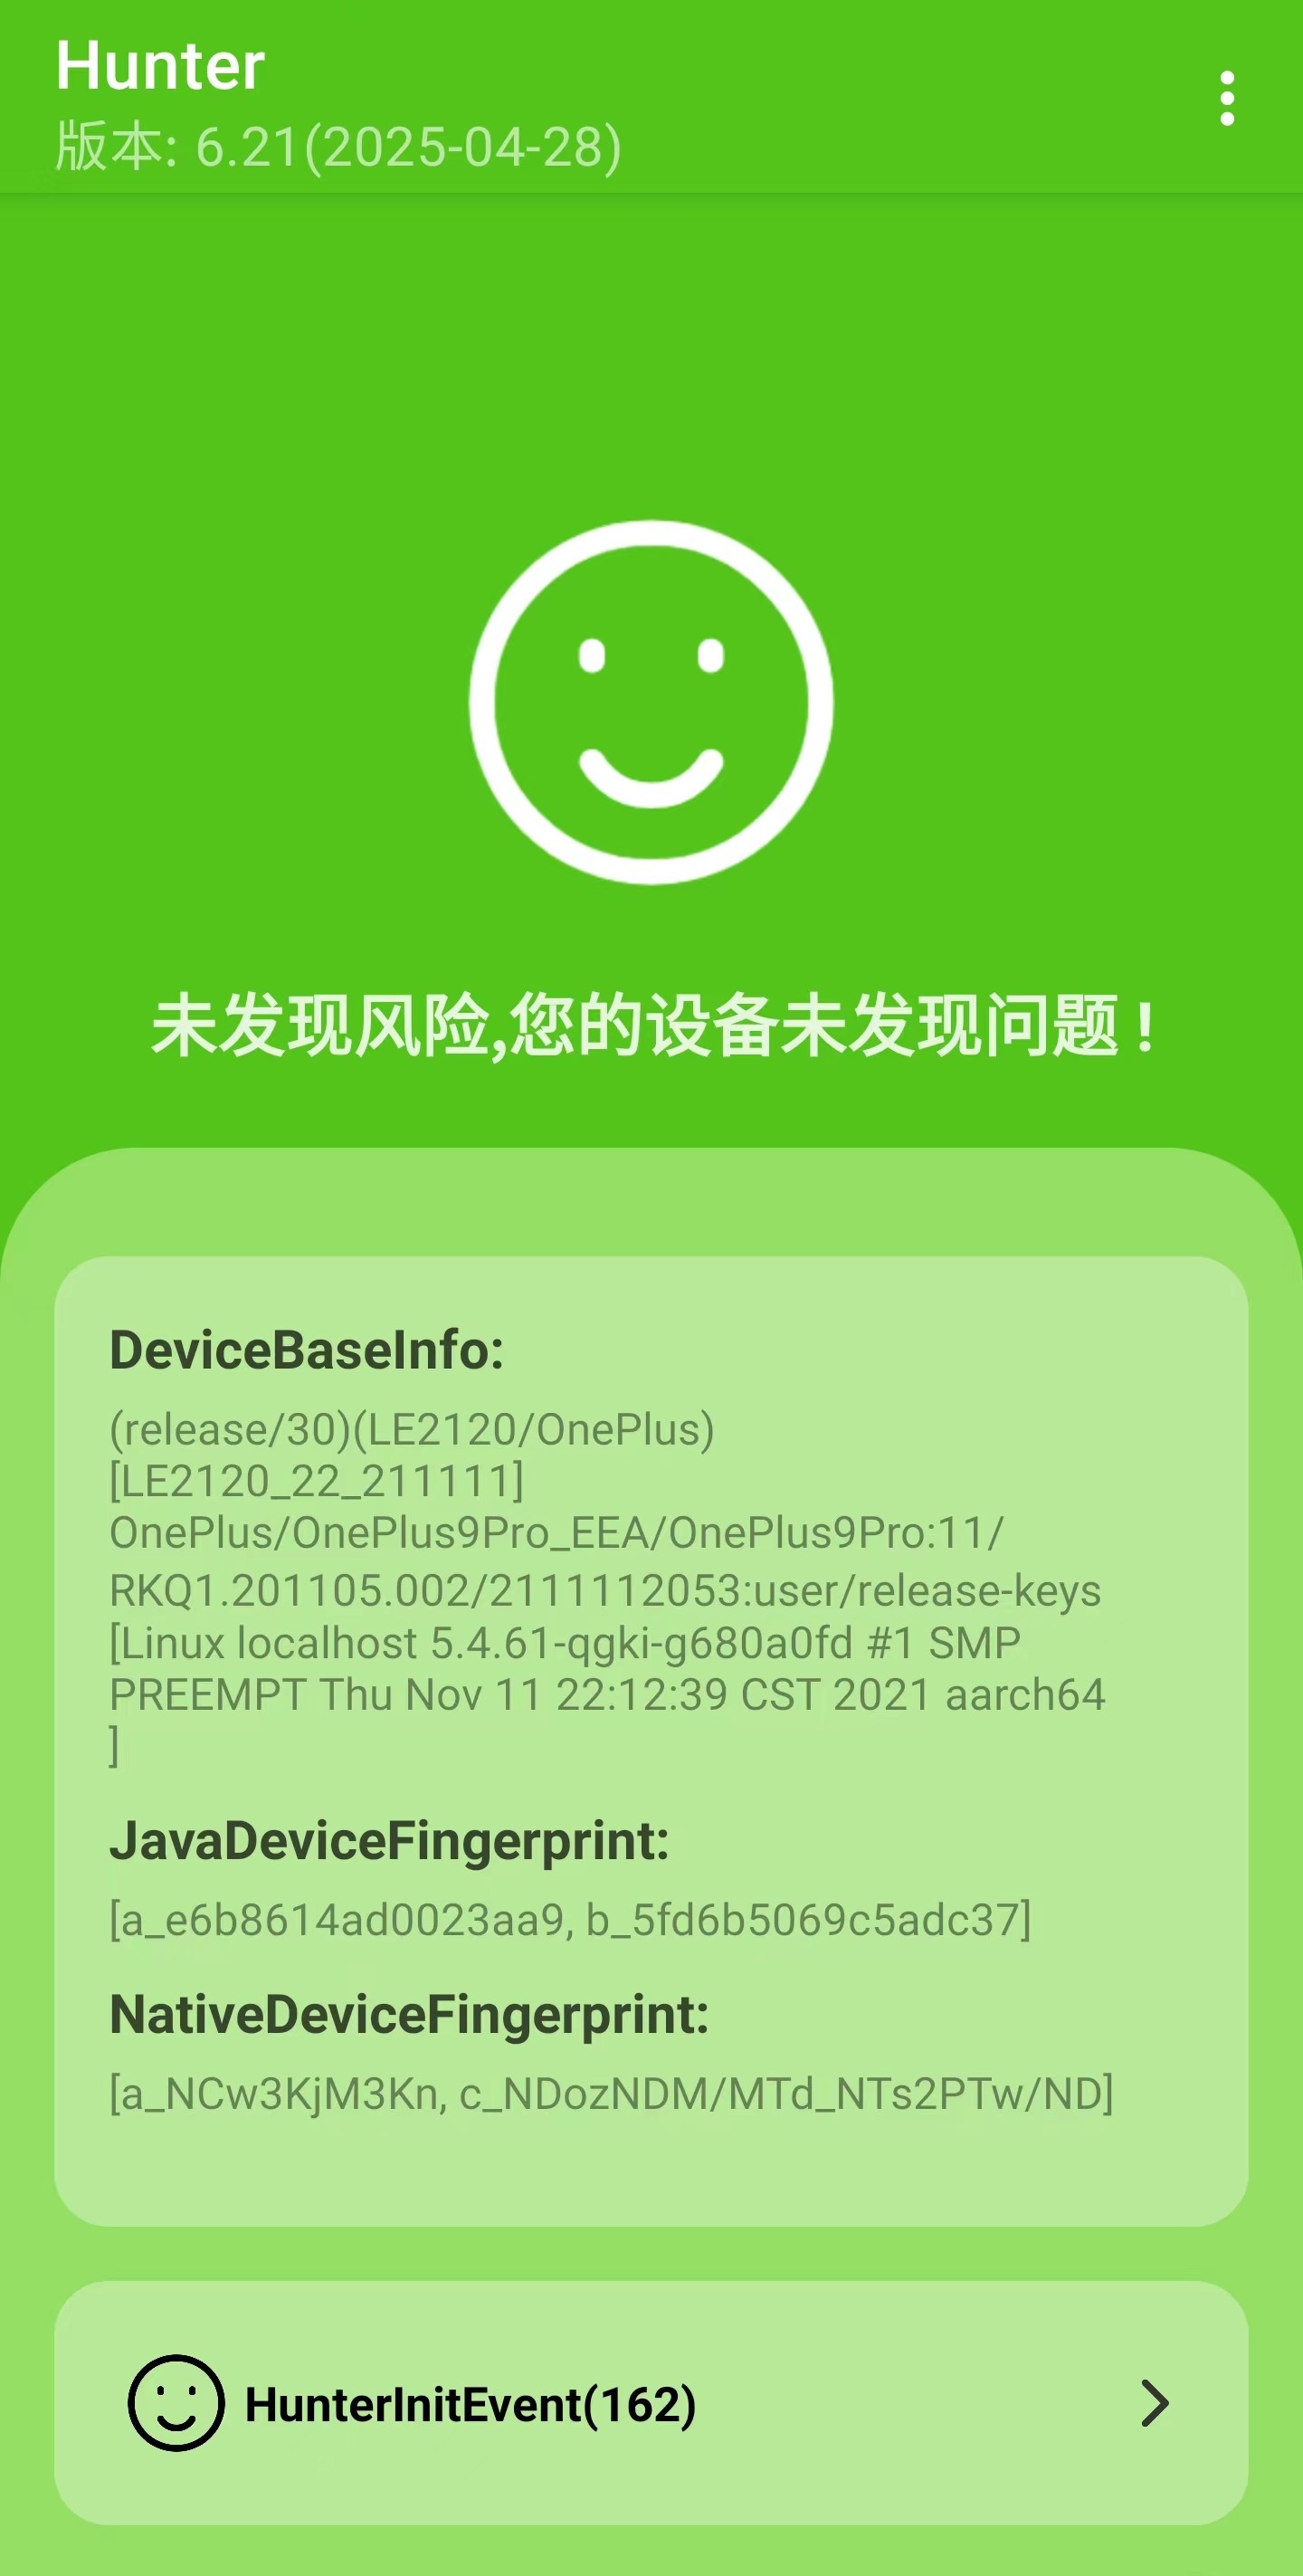 Hunter
版本: 6.21(2025-04-28)
未发现风险,您的设备未发现问题！
DeviceBaseInfo:
(release/30)(LE2120/OnePlus)
[LE2120_22_211111]
OnePlus/OnePlus9Pro_EEA/OnePlus9Pro:11/
RKQ1.201105.002/2111112053:user/release-keys
[Linux localhost 5.4.61-qgki-g680a0fd #1 SMP
PREEMPT Thu Nov 11 22:12:39 CST 2021 aarch64
]
JavaDeviceFingerprint:
[a_e6b8614ad0023aa9, b_5fd6b5069c5adc37]
NativeDeviceFingerprint:
[a_NCw3KjM3Kn, c_NDozNDM/MTd_NTs2PTw/ND]
HunterInitEvent(162)